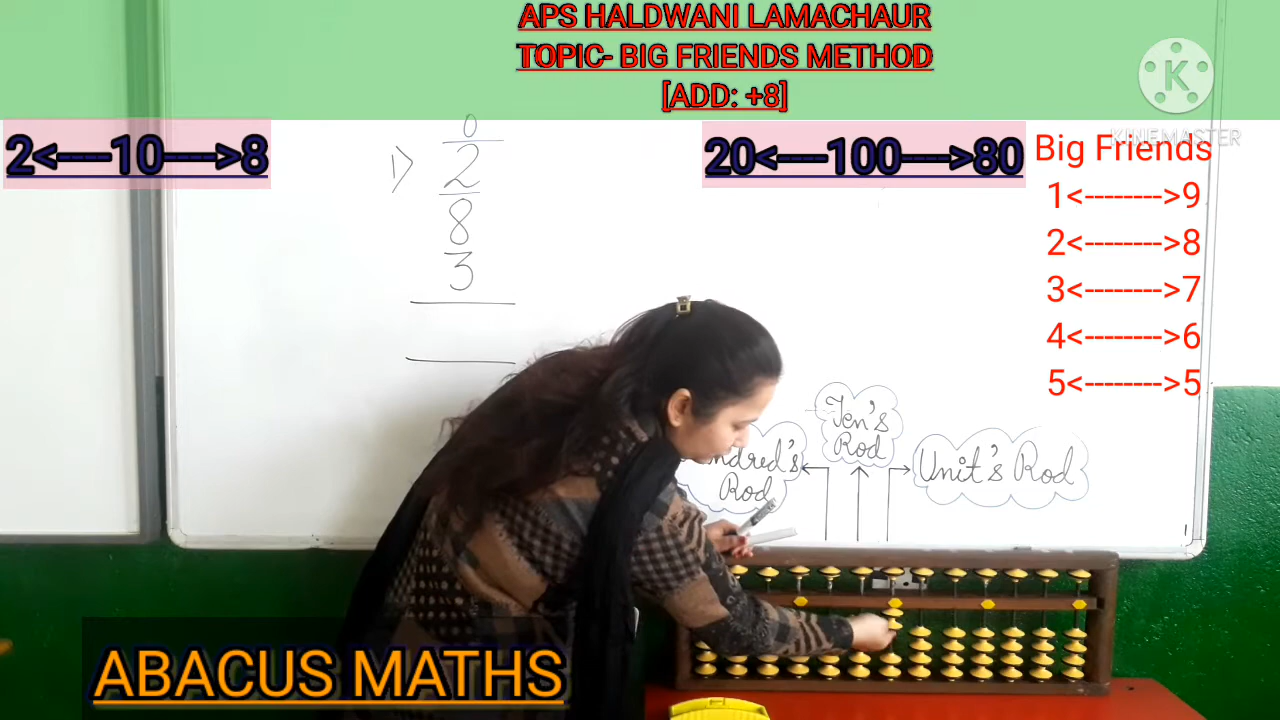 APS HALDWANI LAMACHAUR
TOPIC- BIG FRIENDS METHOD
[ADD: +8]
K
KINEMASTER
2<----10---->8
20<----100---->80
Big Friends
1<-------->9
2<-------->8
3<-------->7
4<-------->6
5<-------->5
1)
0
2
8
3
Rod
Ten's
Rod
Unit's Rod
ABACUS MATHS